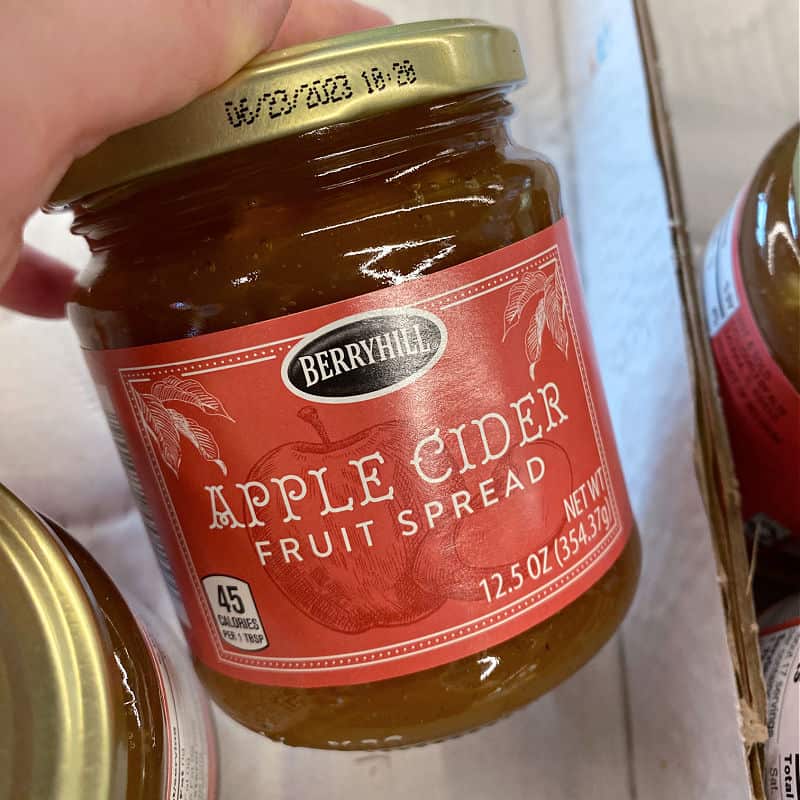 06/23/2023 10:20
BERRYHILL
APPLE CIDER
FRUIT SPREAD
NET WT
12.5 OZ (354.37g)
45
CALORIES
PER 1 TBSP
Total